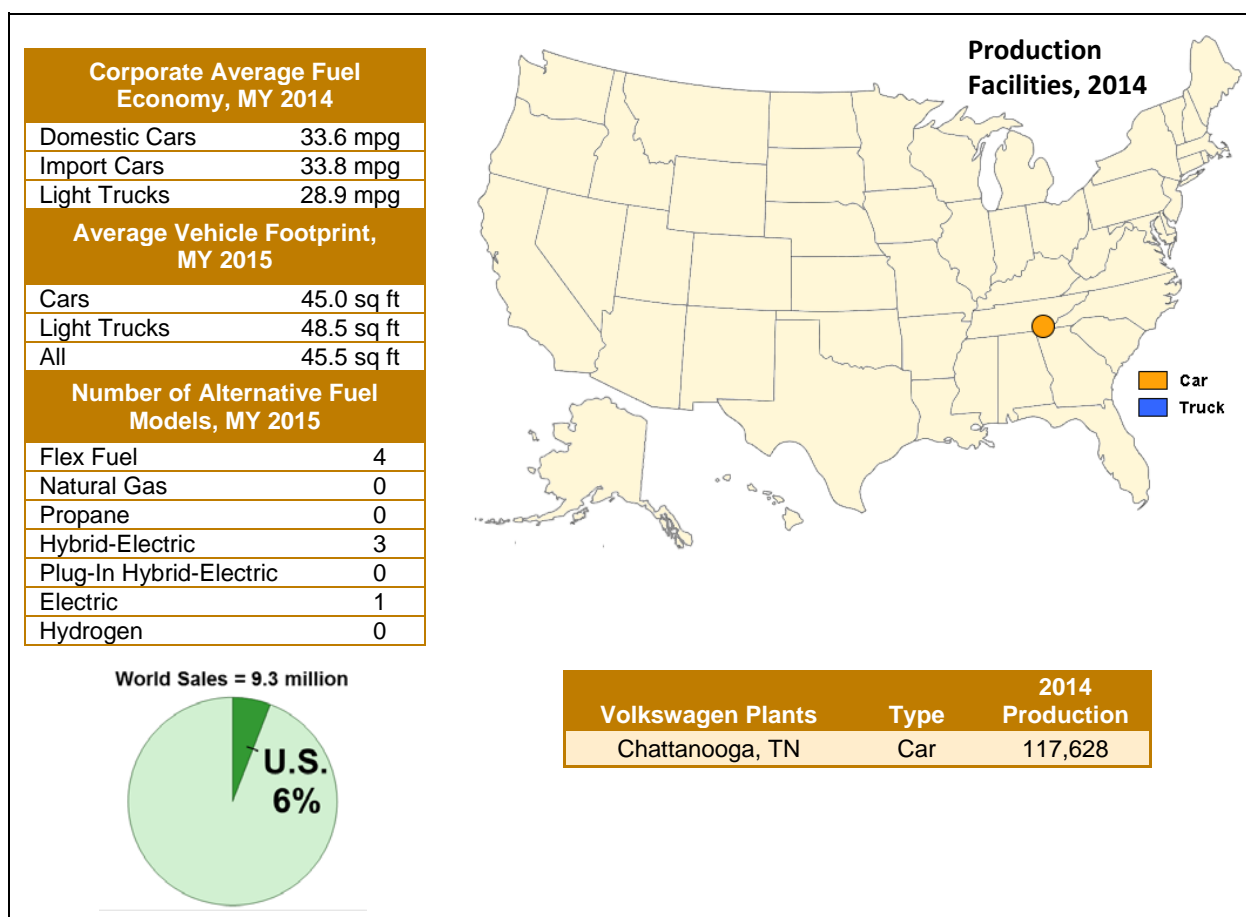 Corporate Average Fuel
Economy, MY 2014
Domestic Cars 33.6 mpg
Import Cars 33.8 mpg
Light Trucks 28.9 mpg
Average Vehicle Footprint,
MY 2015
Cars 45.0 sq ft
Light Trucks 48.5 sq ft
All 45.5 sq ft
Number of Alternative Fuel
Models, MY 2015
Flex Fuel 4
Natural Gas 0
Propane 0
Hybrid-Electric 3
Plug-In Hybrid-Electric 0
Electric 1
Hydrogen 0
Production
Facilities, 2014
Car
Truck
World Sales = 9.3 million
U.S.
6%
2014
Volkswagen Plants Type Production
Chattanooga, TN Car 117,628